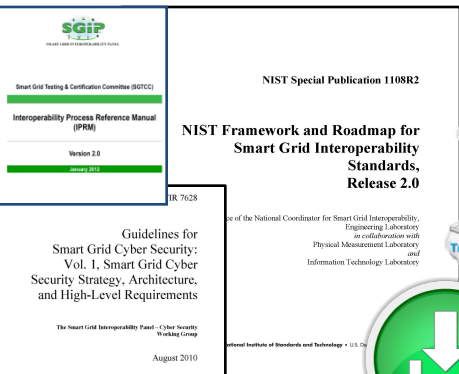 SGiP
SMART GRID INTEROPERABILITY PANEL
Smart Grid Testing & Certification Committee (SGTCC)
Interoperability Process Reference Manual
(IPRM)
Version 2.0
January 2012
NIST Special Publication 1108R2
NIST Framework and Roadmap for
Smart Grid Interoperability
Standards,
Release 2.0
of the National Coordinator for Smart Grid Interoperability,
Engineering Laboratory
in collaboration with
Physical Measurement Laboratory
and
Information Technology Laboratory
Institute of Standards and Technology • U.S.
IR 7628
Guidelines for
Smart Grid Cyber Security:
Vol. 1, Smart Grid Cyber
Security Strategy, Architecture,
and High-Level Requirements
The Smart Grid Interoperability Panel – Cyber Security
Working Group
August 2010